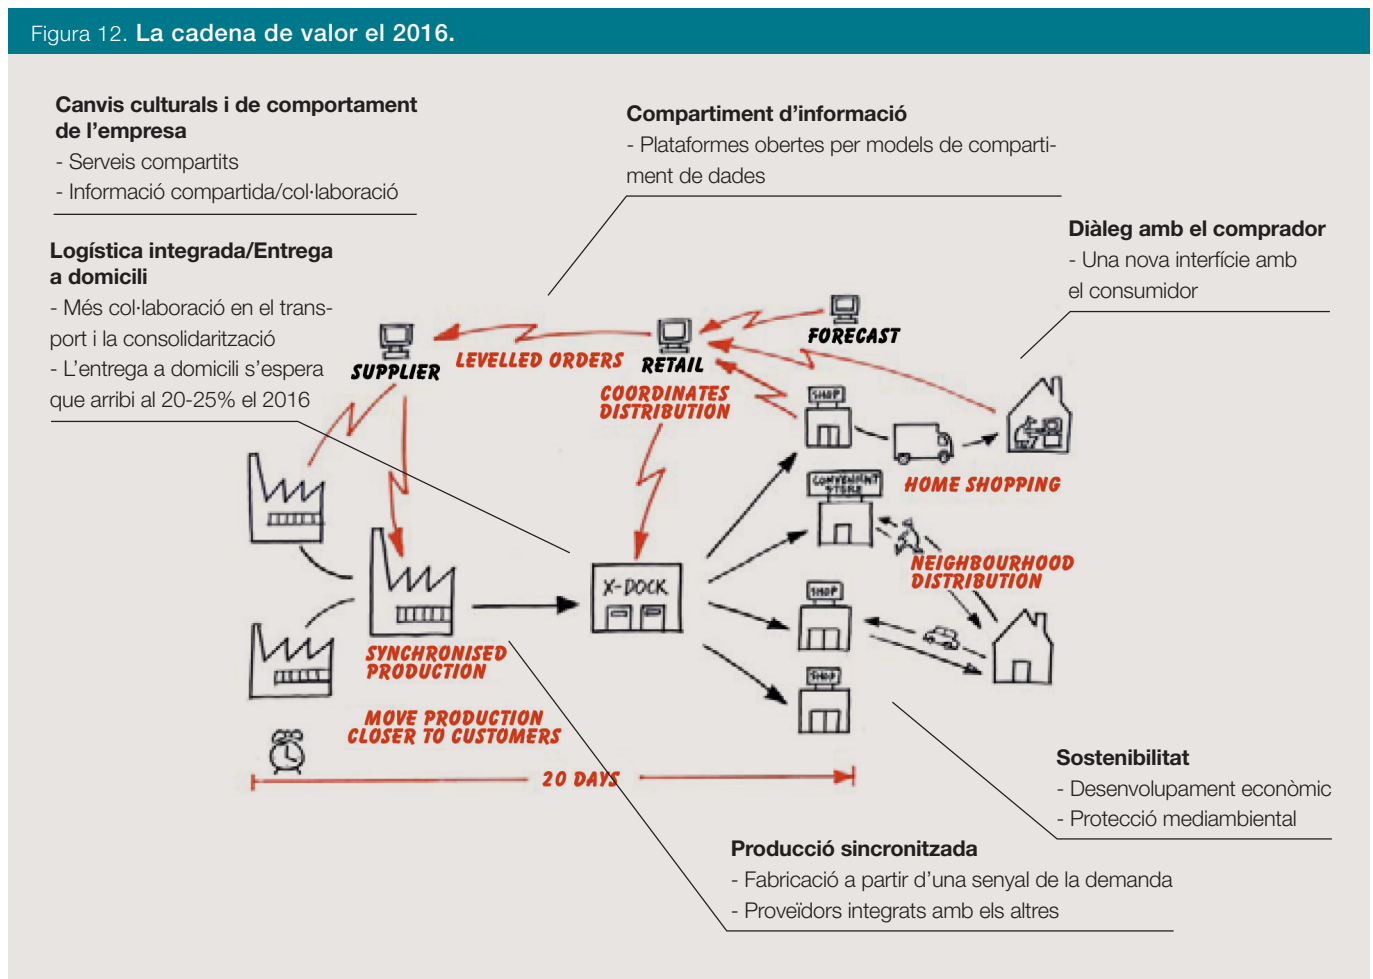 Figura 12. La cadena de valor el 2016.
Canvis culturals i de comportament
de l’empresa
- Serveis compartits
- Informació compartida/col·laboració
Compartiment d’informació
- Plataformes obertes per models de comparti-
ment de dades
Diàleg amb el comprador
- Una nova interfície amb
el consumidor
Logística integrada/Entrega
a domicili
- Més col·laboració en el trans-
port i la consolidarització
- L’entrega a domicili s’espera
que arribi al 20-25% el 2016
SUPPLIER
LEVELLED ORDERS
RETAIL
FORECAST
COORDINATES
DISTRIBUTION
SHOP
HOME SHOPPING
CONVENIENT
STORE
NEIGHBOURHOOD
DISTRIBUTION
X-DOCK
SHOP
SHOP
SYNCHRONISED
PRODUCTION
MOVE PRODUCTION
CLOSER TO CUSTOMERS
20 DAYS
Sostenibilitat
- Desenvolupament econòmic
- Protecció mediambiental
Producció sincronitzada
- Fabricació a partir d’una senyal de la demanda
- Proveïdors integrats amb els altres